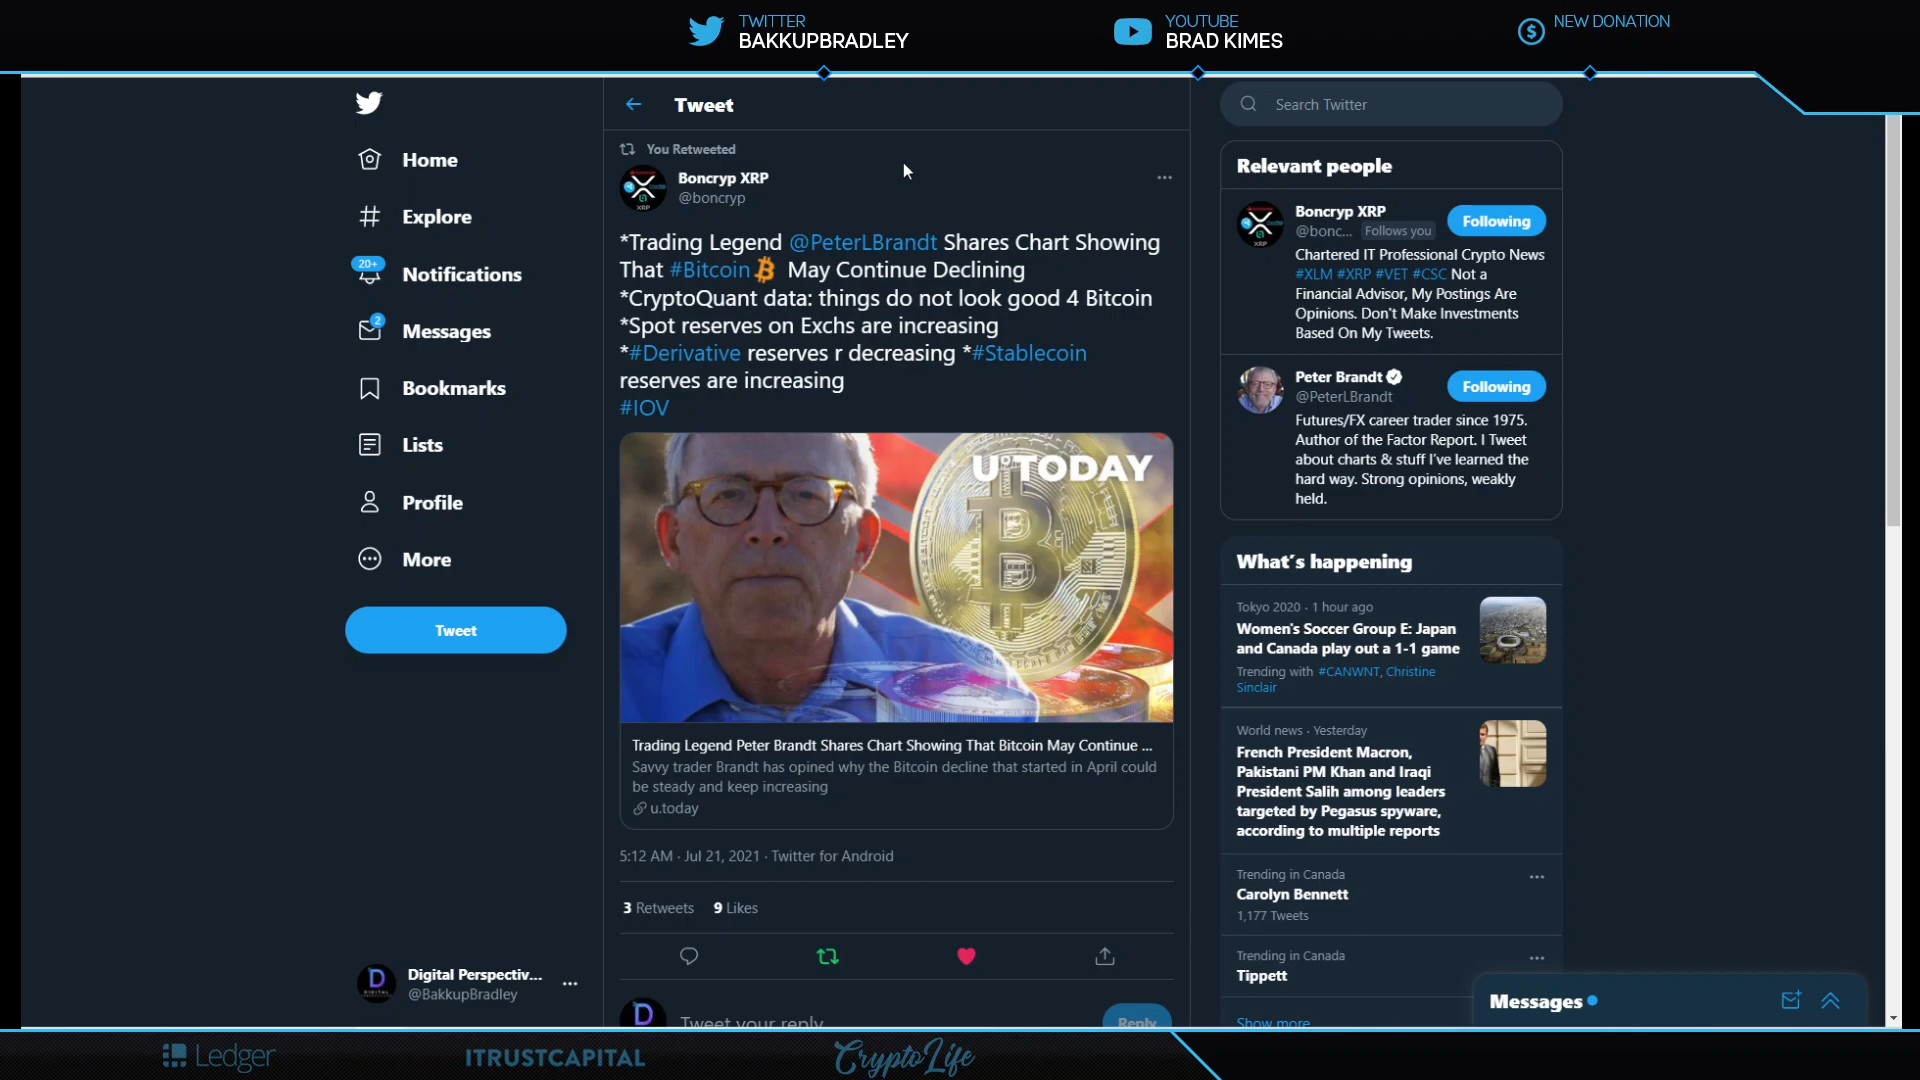 TWITTER
BAKKUPBRADLEY
YOUTUBE
BRAD KIMES
NEW DONATION
Home
Explore
20+
Notifications
2
Messages
Bookmarks
Lists
Profile
More
Tweet
Digital Perspectiv...
@BakkupBradley
Tweet
You Retweeted
Boncryp XRP
@boncryp
*Trading Legend @PeterLBrandt Shares Chart Showing
That #Bitcoin May Continue Declining
*CryptoQuant data: things do not look good 4 Bitcoin
*Spot reserves on Exchs are increasing
*#Derivative reserves r decreasing *#Stablecoin
reserves are increasing
#IOV
U TODAY
Trading Legend Peter Brandt Shares Chart Showing That Bitcoin May Continue ...
Savvy trader Brandt has opined why the Bitcoin decline that started in April could
be steady and keep increasing
u.today
5:12 AM · Jul 21, 2021 · Twitter for Android
3 Retweets 9 Likes
Tweet your reply
Reply
Search Twitter
Relevant people
Boncryp XRP
@bonc... Follows you
Following
Chartered IT Professional Crypto News
#XLM #XRP #VET #CSC Not a
Financial Advisor, My Postings Are
Opinions. Don't Make Investments
Based On My Tweets.
Peter Brandt
@PeterLBrandt
Following
Futures/FX career trader since 1975.
Author of the Factor Report. I Tweet
about charts & stuff I've learned the
hard way. Strong opinions, weakly
held.
What's happening
Tokyo 2020 · 1 hour ago
Women's Soccer Group E: Japan
and Canada play out a 1-1 game
Trending with #CANWNT, Christine
Sinclair
World news · Yesterday
French President Macron,
Pakistani PM Khan and Iraqi
President Salih among leaders
targeted by Pegasus spyware,
according to multiple reports
Trending in Canada
Carolyn Bennett
1,177 Tweets
Trending in Canada
Tippett
Show more
Messages
Ledger
ITRUSTCAPITAL
CryptoLife